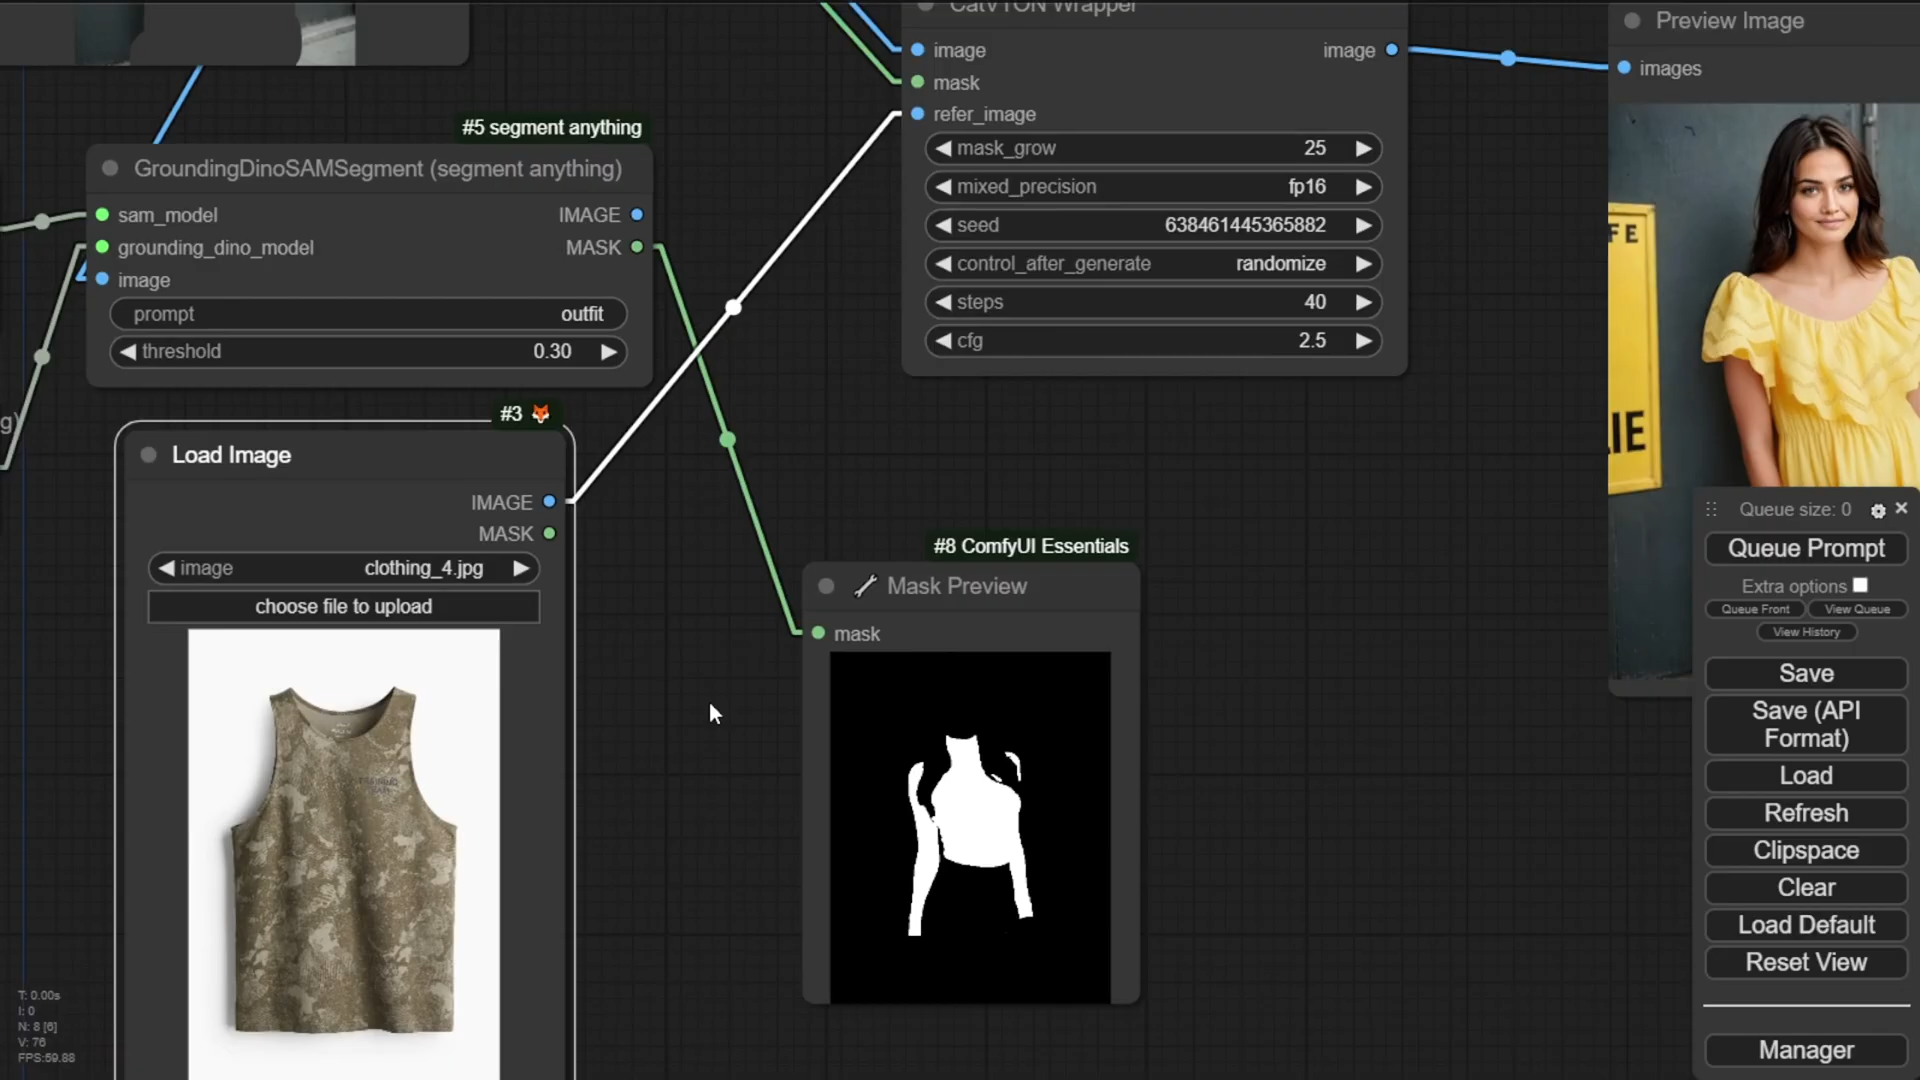 CatVTON Wrapper
image
image
mask
refer_image
mask_grow
25
mixed_precision
fp16
seed
638461445365882
control_after_generate
randomize
steps
40
cfg
2.5
Preview Image
images
FE
IE
#5 segment anything
GroundingDinoSAMSegment (segment anything)
sam_model
IMAGE
grounding_dino_model
MASK
image
prompt
outfit
threshold
0.30
g)
#3
Load Image
IMAGE
MASK
image
clothing_4.jpg
choose file to upload
#8 ComfyUI Essentials
Mask Preview
mask
Queue size: 0
Queue Prompt
Extra options
Queue Front
View Queue
View History
Save
Save (API
Format)
Load
Refresh
Clipspace
Clear
Load Default
Reset View
Manager
T: 0.00s
I: 0
N: 8 [6]
V: 76
FPS:59.88